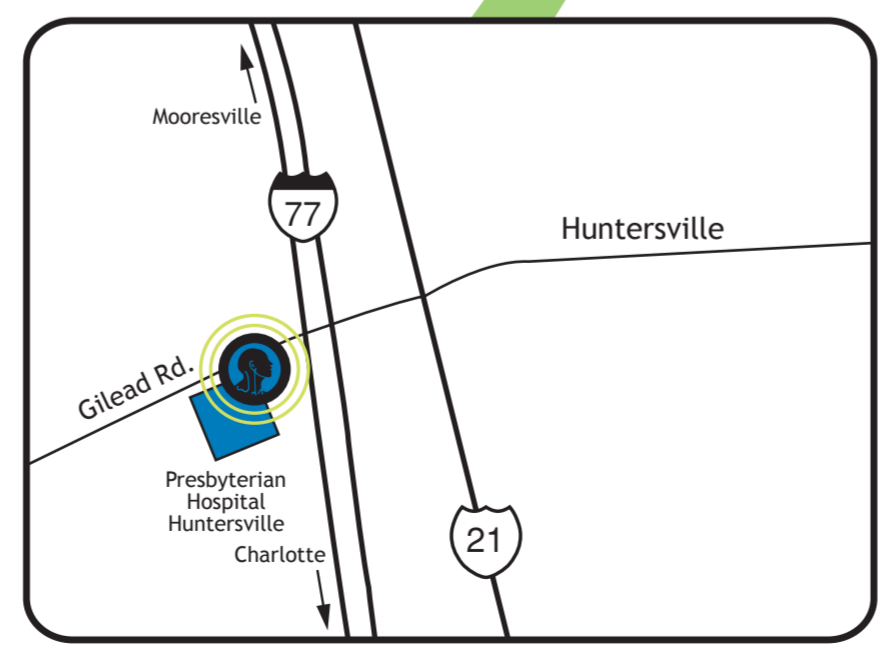 Mooresville
77
Huntersville
Gilead Rd.
Presbyterian
Hospital
Huntersville
Charlotte
21